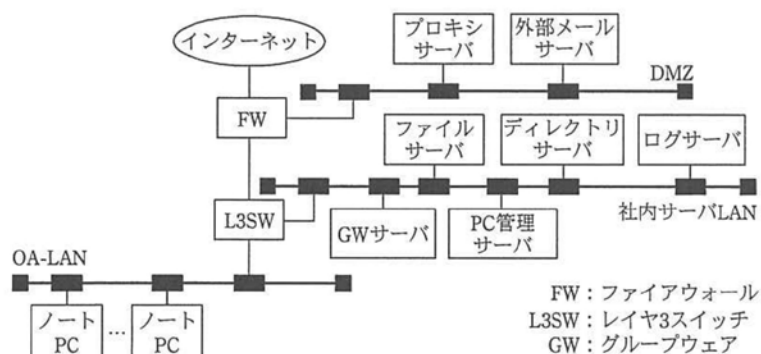 インターネット
プロキシ
サーバ
外部メール
サーバ
DMZ
FW
ファイル
サーバ
ディレクトリ
サーバ
ログサーバ
L3SW
GWサーバ
PC管理
サーバ
社内サーバLAN
OA-LAN
ノート
PC
...
ノート
PC
FW：ファイアウォール
L3SW：レイヤ3スイッチ
GW：グループウェア